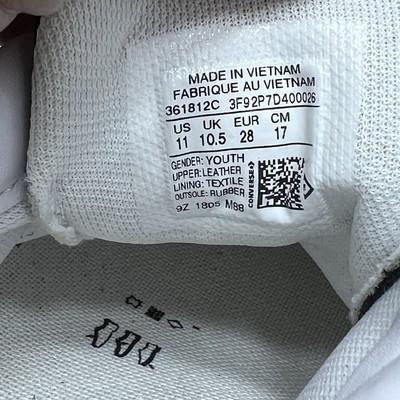 MADE IN VIETNAM
FABRIQUE AU VIETNAM
361812C 3F92P7D400026
US UK EUR CM
11 10.5 28 17
GENDER: YOUTH
UPPER: LEATHER
LINING: TEXTILE
OUTSOLE: RUBBER
9Z 1805 M88
CONVERSE